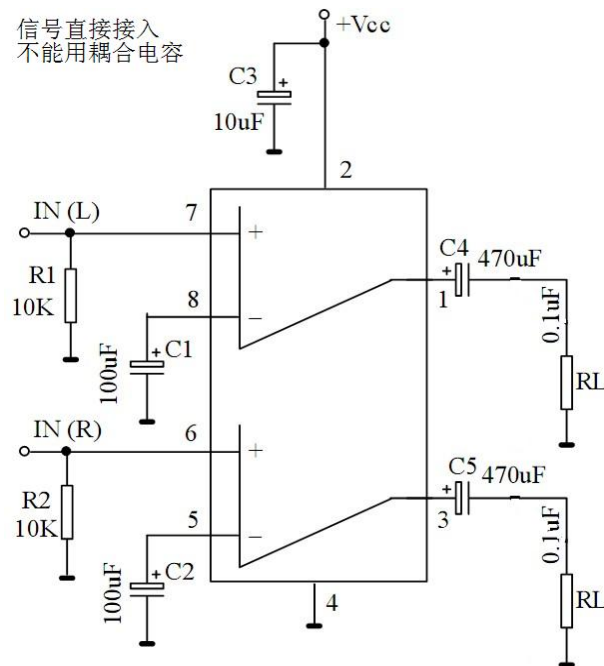 信号直接接入
不能用耦合电容
+Vcc
C3
+
10uF
2
IN (L)
7
+
R1
10K
8
−
+
C1
100uF
C4
+
470uF
1
0.1uF
RL
IN (R)
6
+
R2
10K
5
−
+
C2
100uF
C5
+
470uF
3
0.1uF
RL
4